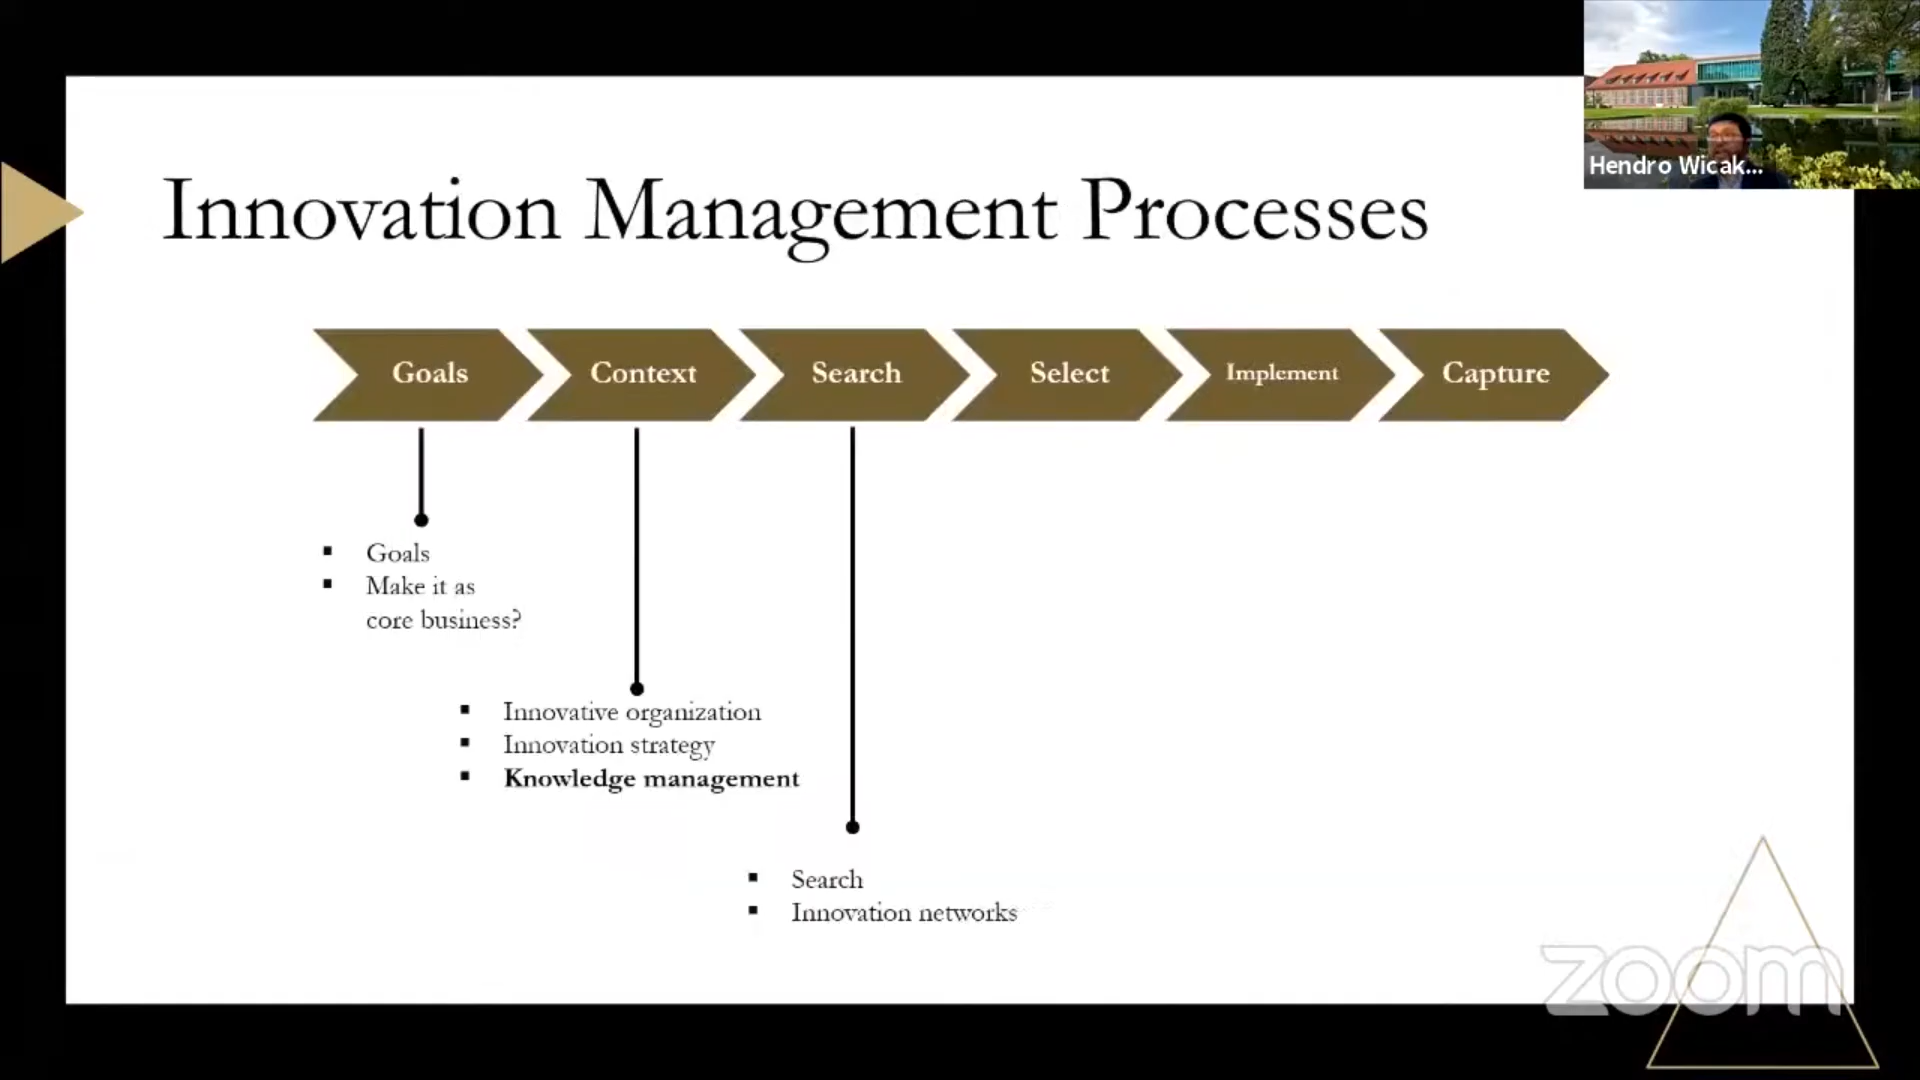 Hendro Wicak...
Innovation Management Processes
Goals
Context
Search
Select
Implement
Capture
Goals
Make it as
core business?
Innovative organization
Innovation strategy
Knowledge management
Search
Innovation networks
zoom